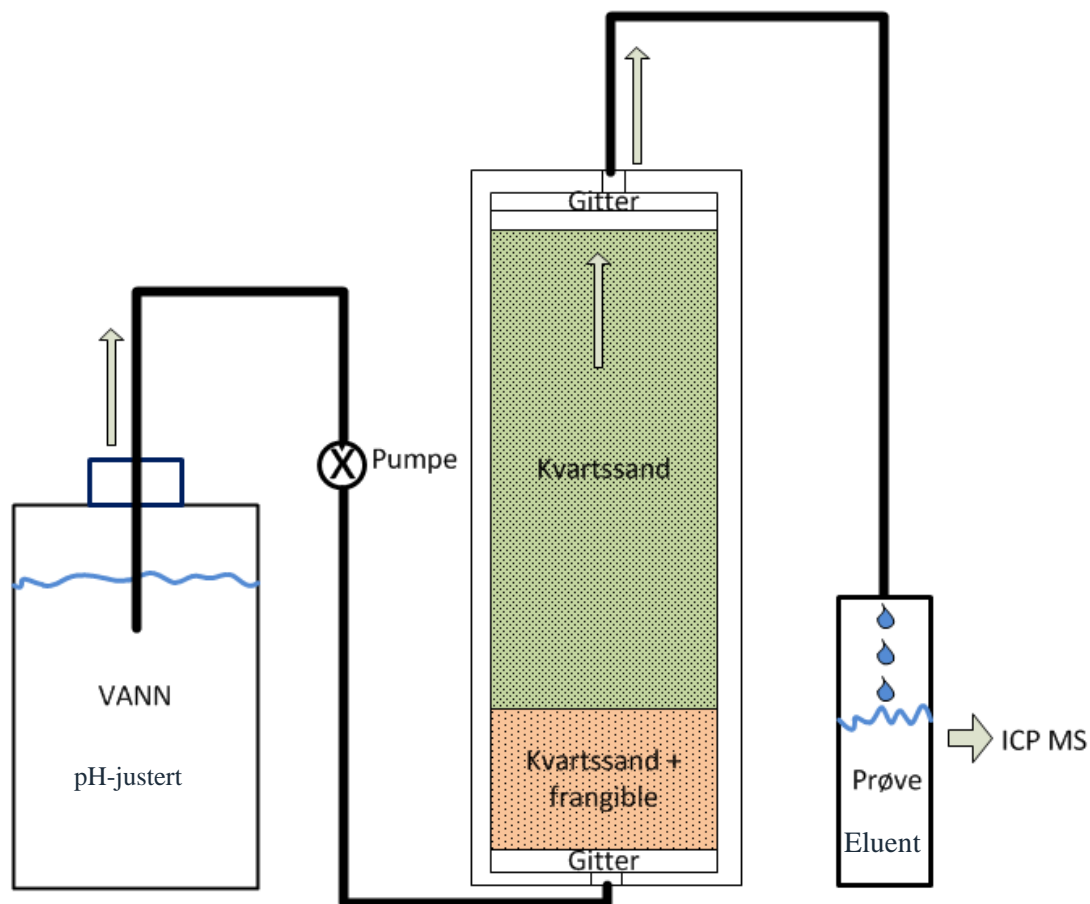 Gitter
Pumpe
Kvartssand
VANN
pH-justert
Kvartssand +
frangible
Gitter
Prøve
Eluent
ICP MS